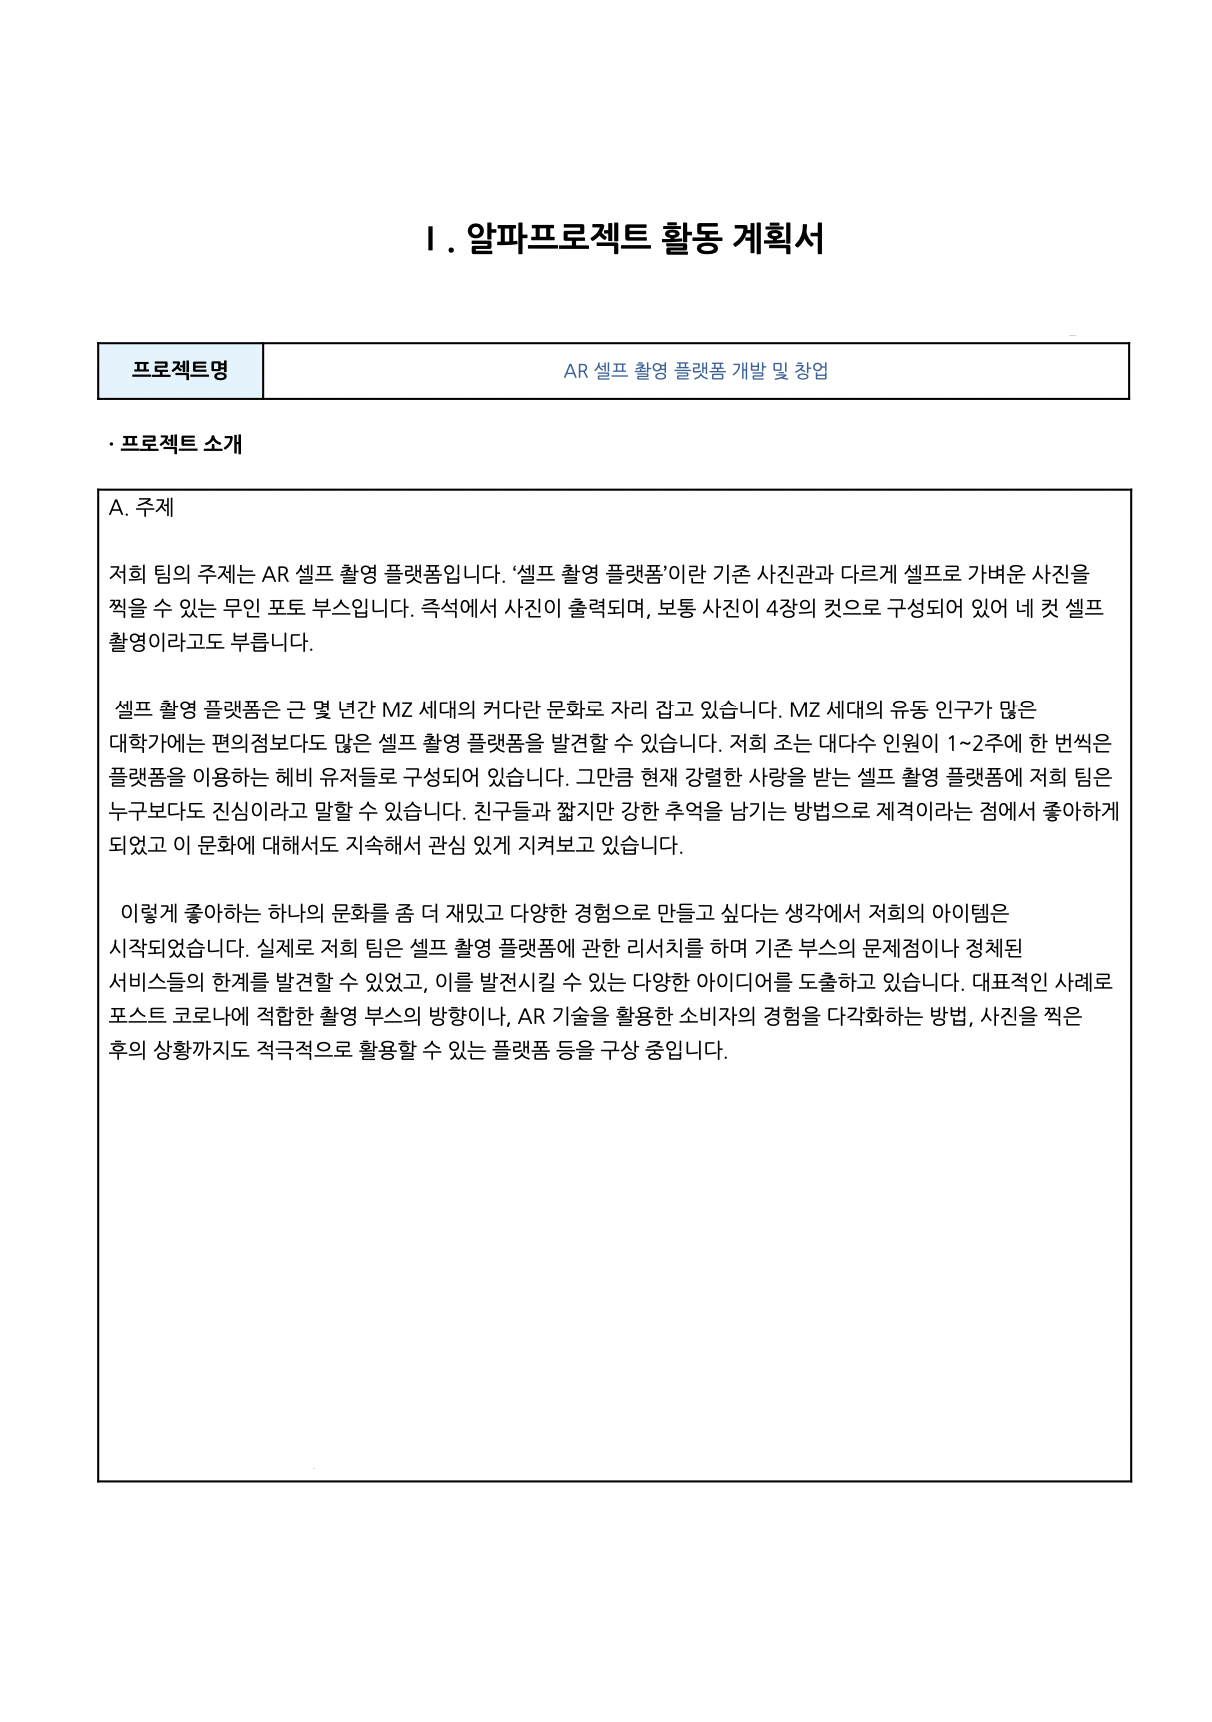 Ⅰ. 알파프로젝트 활동 계획서
프로젝트명
AR 셀프 촬영 플랫폼 개발 및 창업
· 프로젝트 소개
A. 주제
저희 팀의 주제는 AR 셀프 촬영 플랫폼입니다. ‘셀프 촬영 플랫폼’이란 기존 사진관과 다르게 셀프로 가벼운 사진을
찍을 수 있는 무인 포토 부스입니다. 즉석에서 사진이 출력되며, 보통 사진이 4장의 컷으로 구성되어 있어 네 컷 셀프
촬영이라고도 부릅니다.
셀프 촬영 플랫폼은 근 몇 년간 MZ 세대의 커다란 문화로 자리 잡고 있습니다. MZ 세대의 유동 인구가 많은
대학가에는 편의점보다도 많은 셀프 촬영 플랫폼을 발견할 수 있습니다. 저희 조는 대다수 인원이 1~2주에 한 번씩은
플랫폼을 이용하는 헤비 유저들로 구성되어 있습니다. 그만큼 현재 강렬한 사랑을 받는 셀프 촬영 플랫폼에 저희 팀은
누구보다도 진심이라고 말할 수 있습니다. 친구들과 짧지만 강한 추억을 남기는 방법으로 제격이라는 점에서 좋아하게
되었고 이 문화에 대해서도 지속해서 관심 있게 지켜보고 있습니다.
이렇게 좋아하는 하나의 문화를 좀 더 재밌고 다양한 경험으로 만들고 싶다는 생각에서 저희의 아이템은
시작되었습니다. 실제로 저희 팀은 셀프 촬영 플랫폼에 관한 리서치를 하며 기존 부스의 문제점이나 정체된
서비스들의 한계를 발견할 수 있었고, 이를 발전시킬 수 있는 다양한 아이디어를 도출하고 있습니다. 대표적인 사례로
포스트 코로나에 적합한 촬영 부스의 방향이나, AR 기술을 활용한 소비자의 경험을 다각화하는 방법, 사진을 찍은
후의 상황까지도 적극적으로 활용할 수 있는 플랫폼 등을 구상 중입니다.